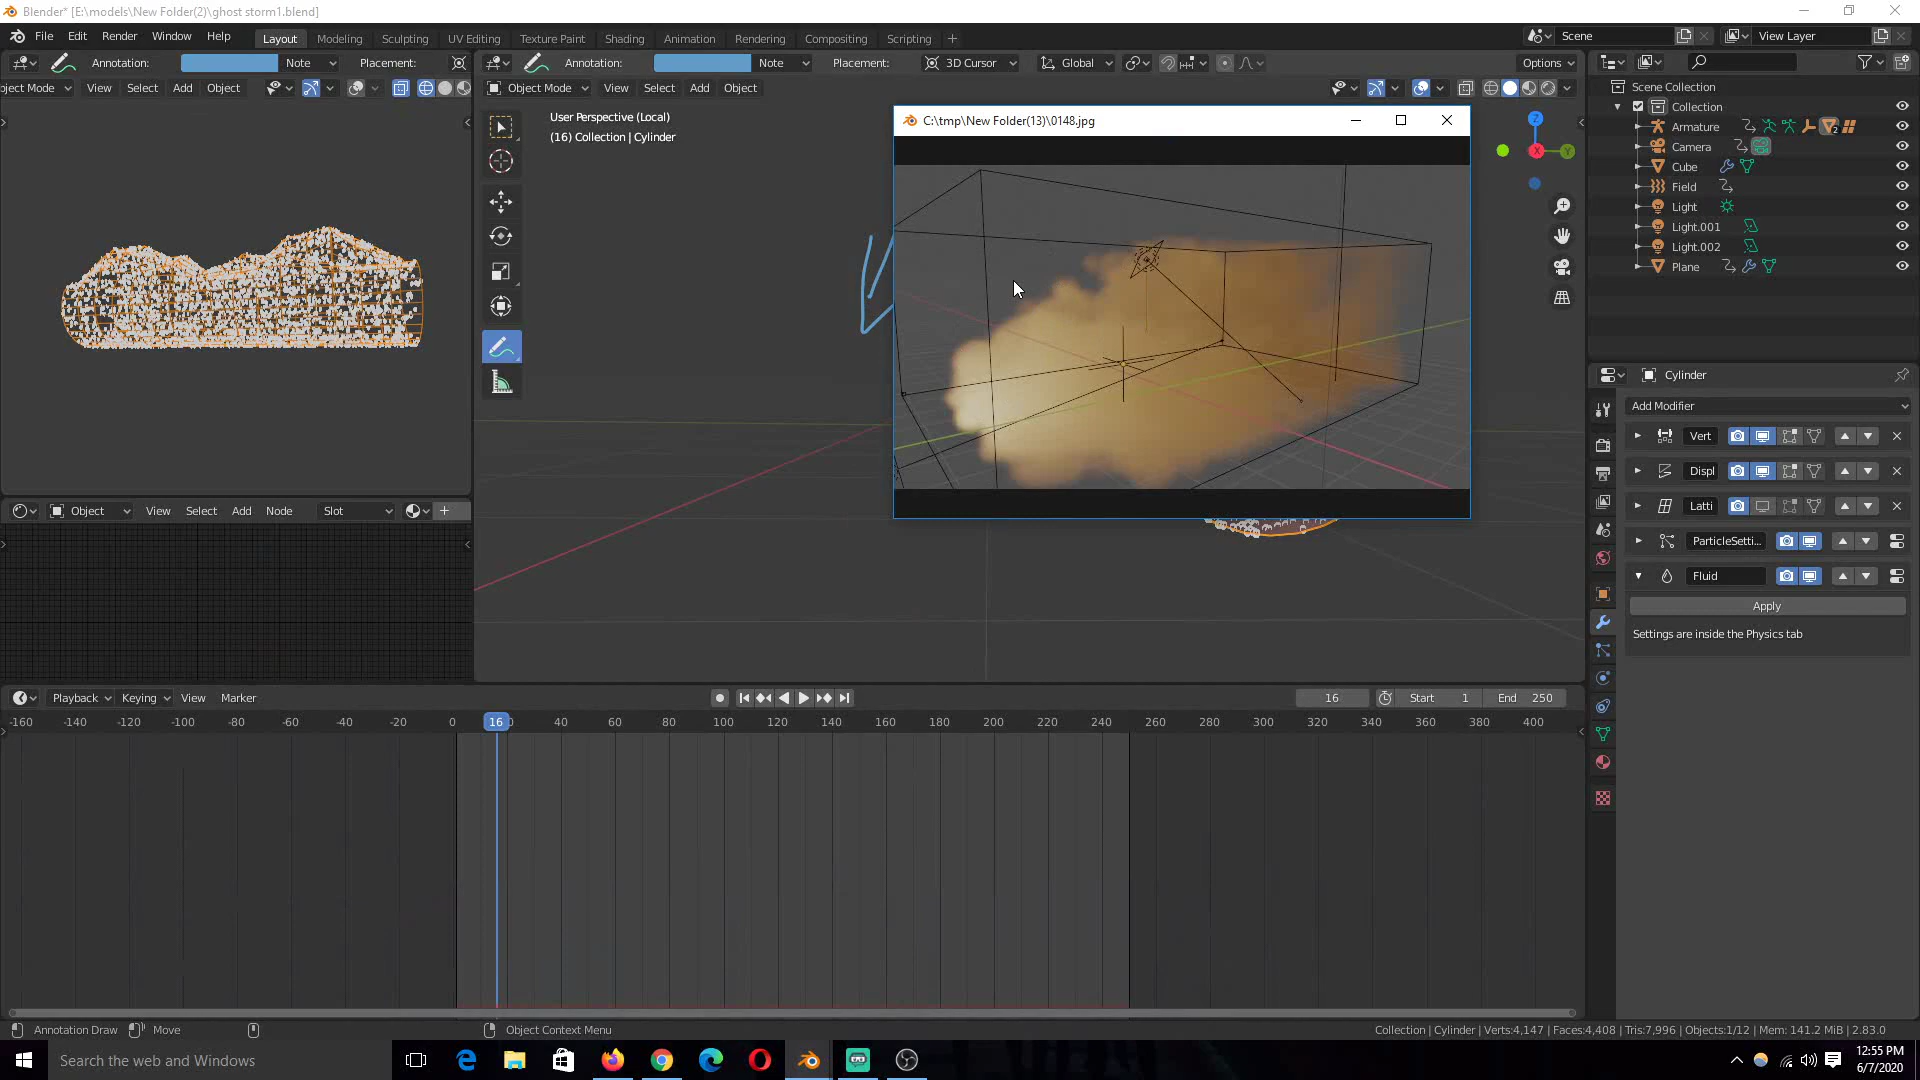 Blender* [E:\models\New Folder(2)\ghost storm1.blend]
File Edit Render Window Help Layout Modeling Sculpting UV Editing Texture Paint Shading Animation Rendering Compositing Scripting + Scene View Layer
Annotation: Note Placement: Annotation: Note Placement: 3D Cursor Global Options
ject Mode View Select Add Object Object Mode View Select Add Object
User Perspective (Local)
(16) Collection | Cylinder
C:\tmp\New Folder(13)\0148.jpg
Z
X
Y
Scene Collection
Collection
Armature 2
Camera
Cube
Field
Light
Light.001
Light.002
Plane
Cylinder
Add Modifier
Vert
Displ
Latti
ParticleSetti...
Fluid
Apply
Settings are inside the Physics tab
Object View Select Add Node Slot
Playback Keying View Marker 16 Start 1 End 250
-160 -140 -120 -100 -80 -60 -40 -20 0 16 40 60 80 100 120 140 160 180 200 220 240 260 280 300 320 340 360 380 400
Annotation Draw Move Object Context Menu Collection | Cylinder | Verts:4,147 | Faces:4,408 | Tris:7,996 | Objects:1/12 | Mem: 141.2 MiB | 2.83.0
Search the web and Windows
12:55 PM
6/7/2020